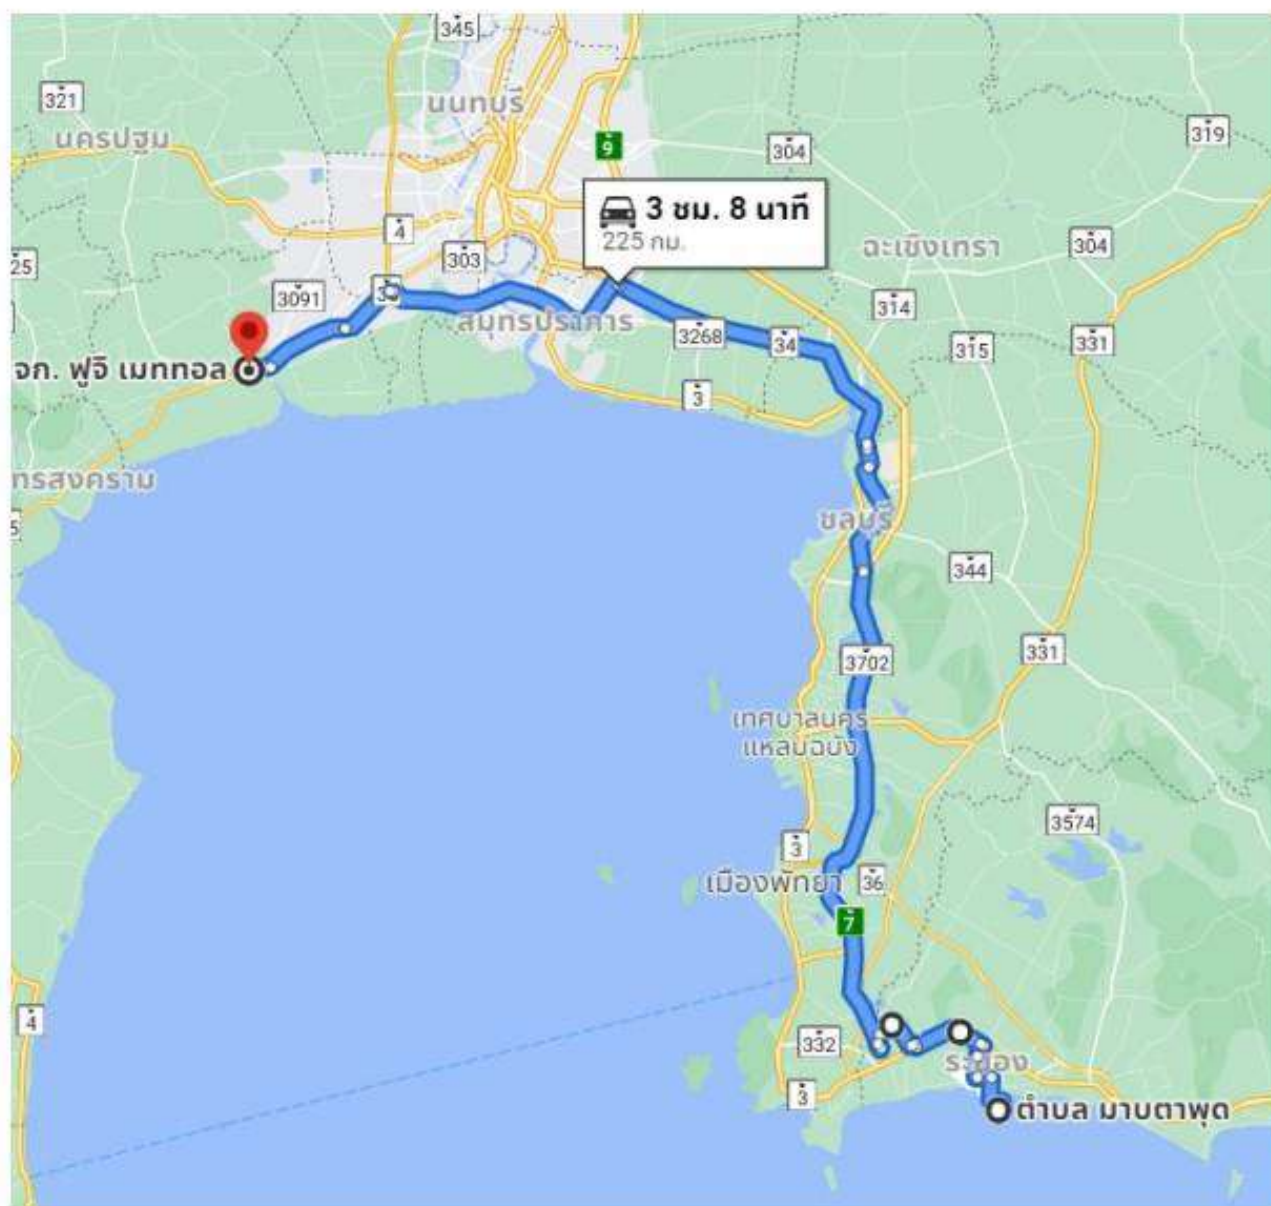 345
321
นนทบุรี
นครปฐม
9
304
319
3 ชม. 8 นาที
225 กม.
4
303
ฉะเชิงเทรา
304
25
3091
314
สมุทรปราการ
3268
34
315
331
จก. ฟูจิ เมททอล
3
ทรสงคราม
5
ชลบุรี
344
331
3702
เทศบาลนคร
แหลมฉบัง
3574
3
เมืองพัทยา
36
7
4
332
ระยอง
3
ตำบล มาบตาพุด